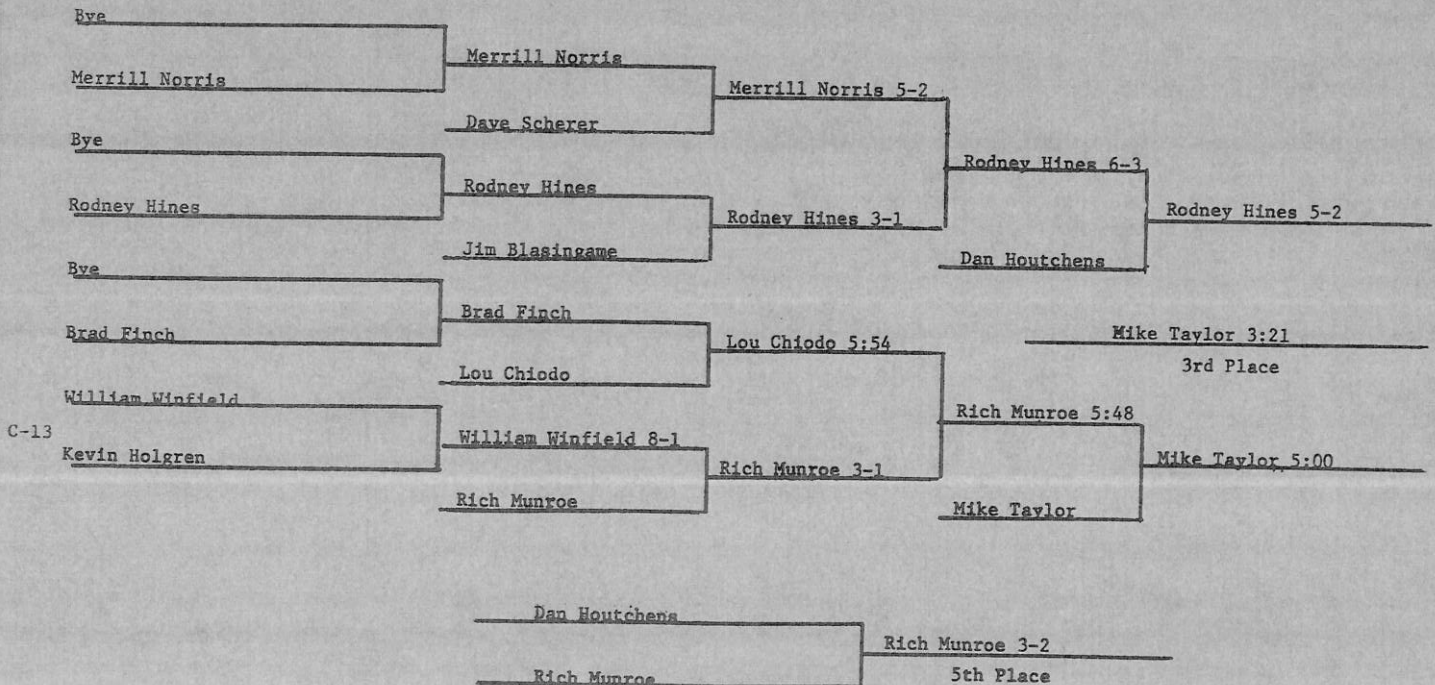 Bye
Merrill Norris
Merrill Norris
Merrill Norris 5-2
Dave Scherer
Bye
Rodney Hines 6-3
Rodney Hines
Rodney Hines
Rodney Hines 5-2
Rodney Hines 3-1
Jim Blasingame
Dan Houtchens
Bye
Brad Finch
Brad Finch
Mike Taylor 3:21
Lou Chiodo 5:54
3rd Place
Lou Chiodo
William Winfield
Rich Munroe 5:48
C-13
William Winfield 8-1
Kevin Holgren
Mike Taylor 5:00
Rich Munroe 3-1
Rich Munroe
Mike Taylor
Dan Houtchens
Rich Munroe 3-2
Rich Munroe
5th Place